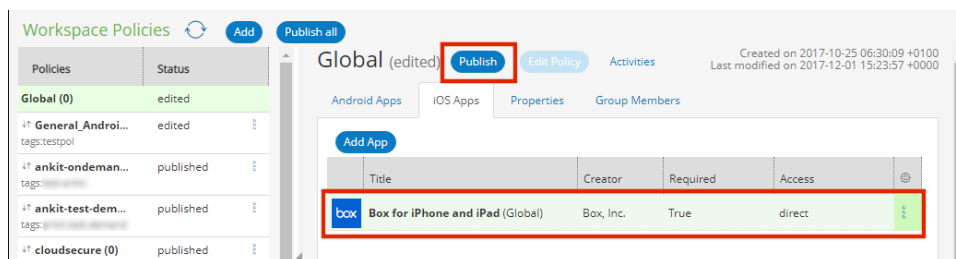 Workspace Policies
Add
Publish all
Policies
Status
Global (0)
edited
General_Androi...
edited
tags:testpol
ankit-ondeman...
published
tags:
ankit-test-dem...
published
tags:
cloudsecure (0)
published
Global (edited)
Publish
Edit Policy
Activities
Created on 2017-10-25 06:30:09 +0100
Last modified on 2017-12-01 15:23:57 +0000
Android Apps
iOS Apps
Properties
Group Members
Add App
Title
Creator
Required
Access
box
Box for iPhone and iPad (Global)
Box, Inc.
True
direct